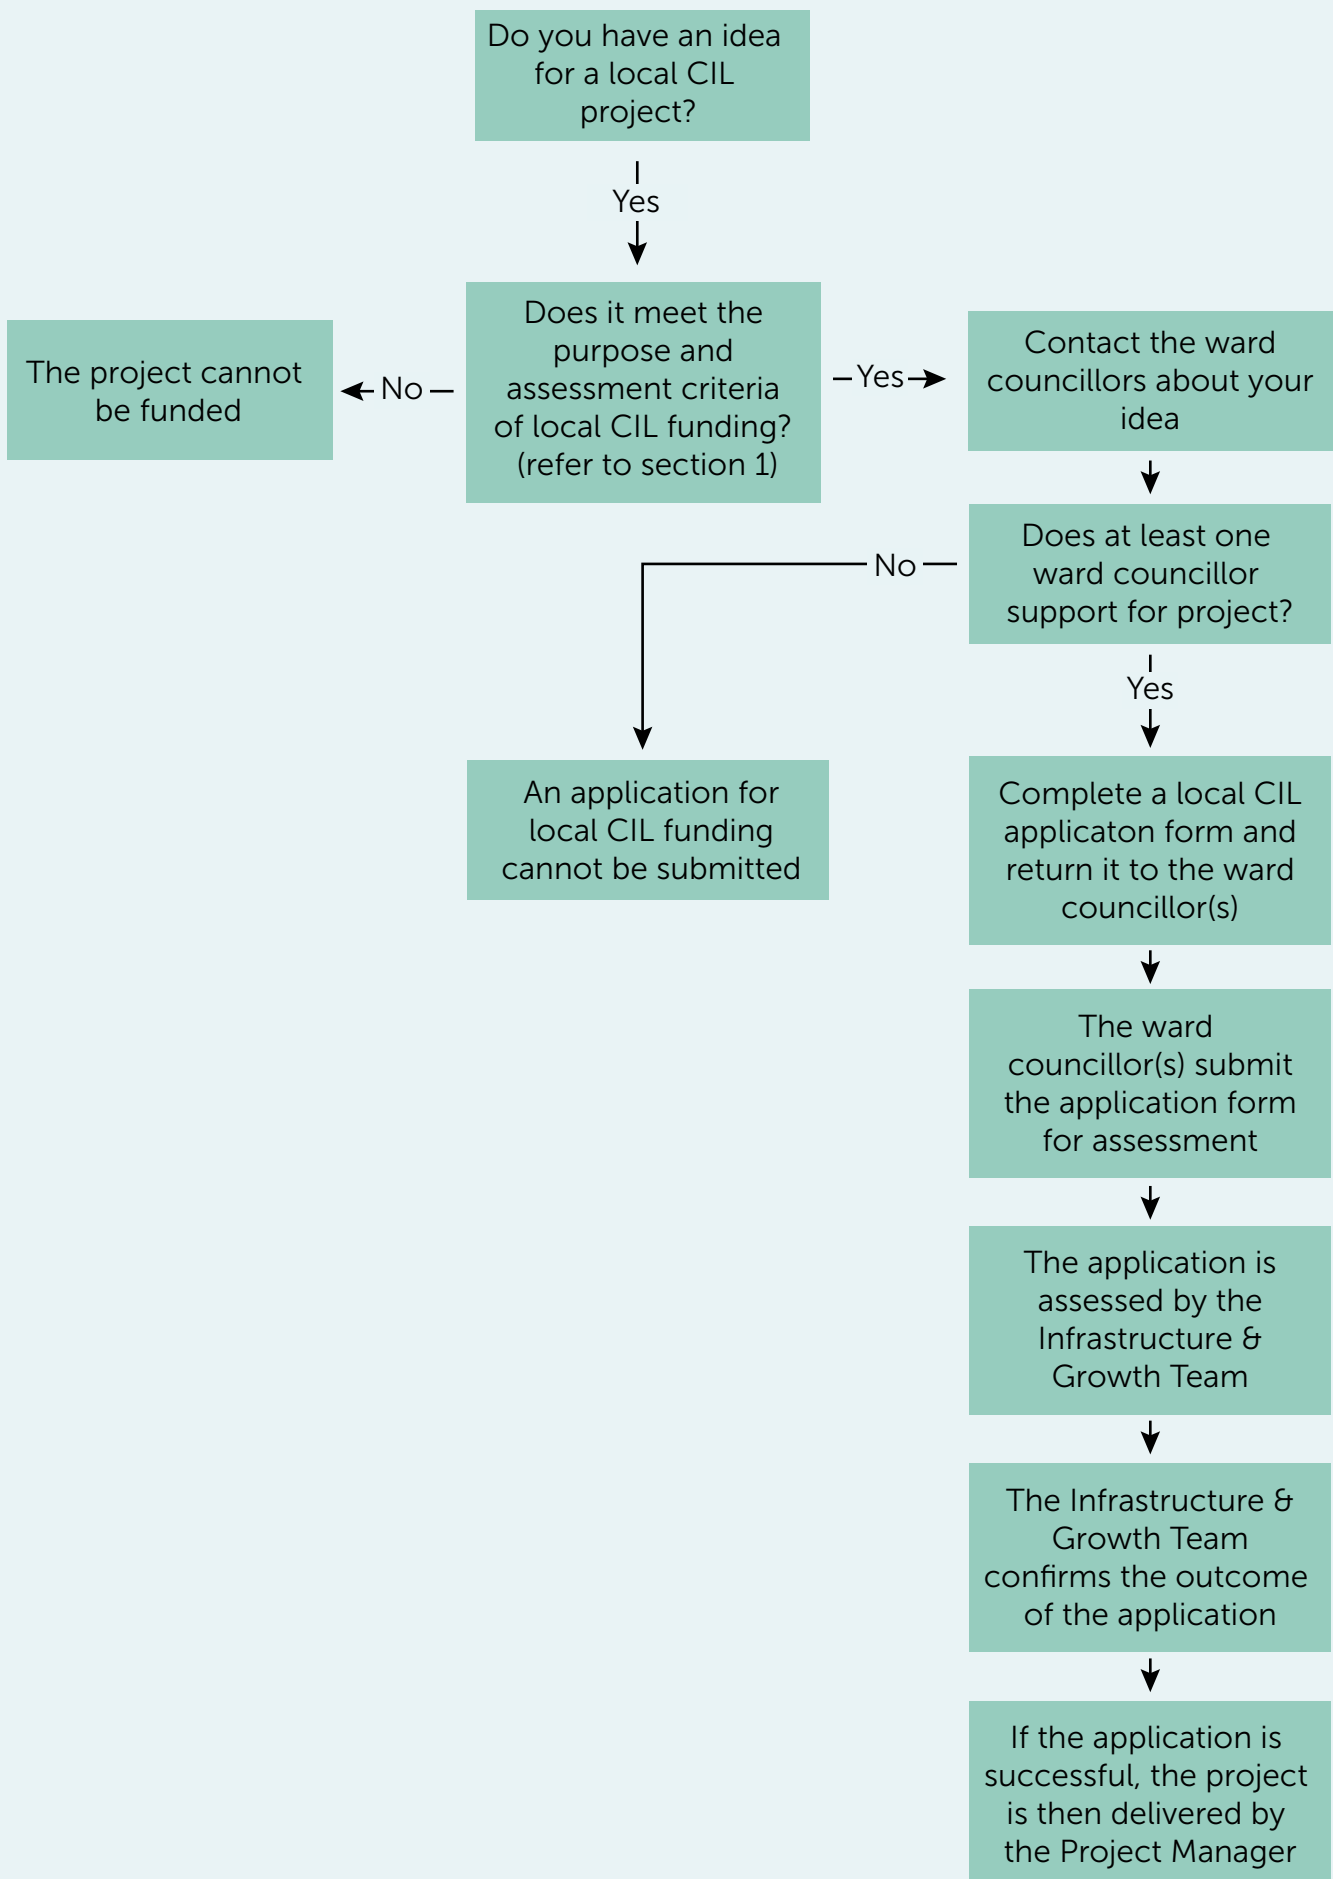 Do you have an idea
for a local CIL
project?
Yes
Does it meet the
purpose and
assessment criteria
of local CIL funding?
(refer to section 1)
No
The project cannot
be funded
Yes
Contact the ward
councillors about your
idea
Does at least one
ward councillor
support for project?
No
An application for
local CIL funding
cannot be submitted
Yes
Complete a local CIL
applicaton form and
return it to the ward
councillor(s)
The ward
councillor(s) submit
the application form
for assessment
The application is
assessed by the
Infrastructure &
Growth Team
The Infrastructure &
Growth Team
confirms the outcome
of the application
If the application is
successful, the project
is then delivered by
the Project Manager